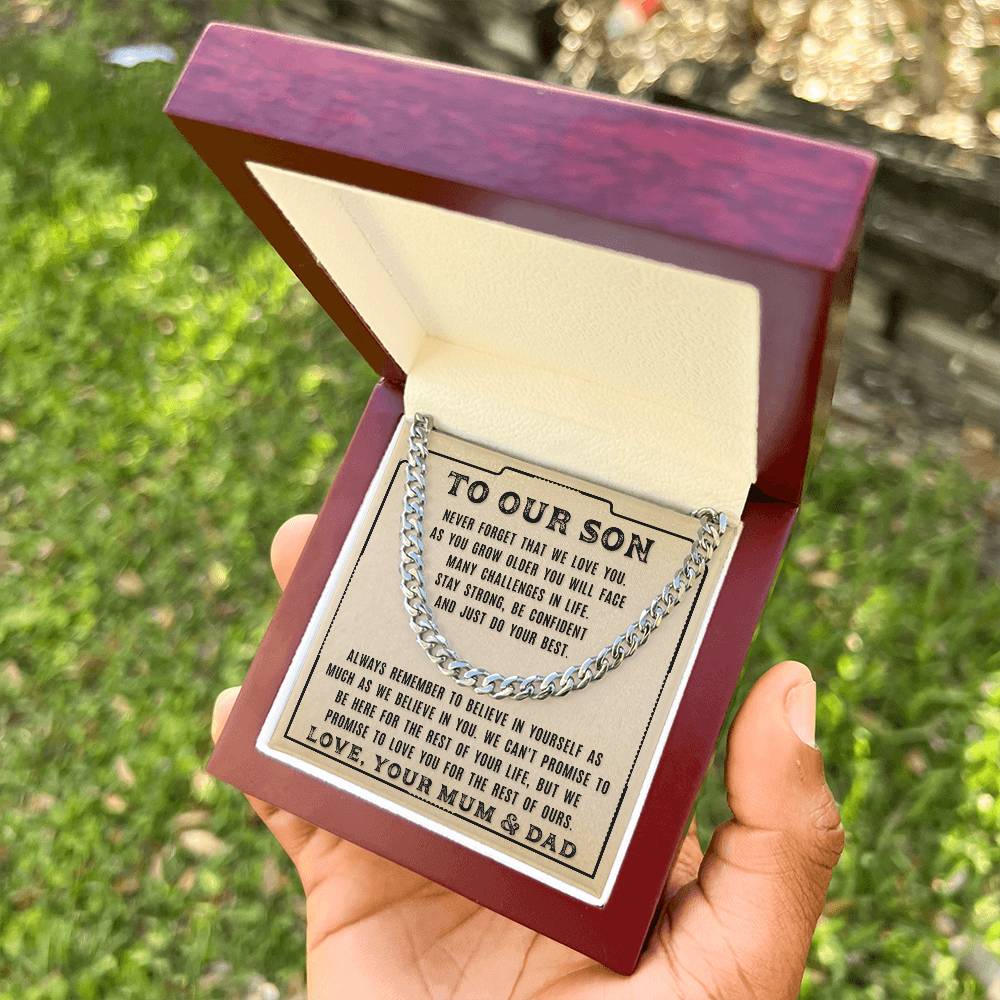 TO OUR SON
NEVER FORGET THAT WE LOVE YOU.
AS YOU GROW OLDER YOU WILL FACE
MANY CHALLENGES IN LIFE.
STAY STRONG, BE CONFIDENT
AND JUST DO YOUR BEST.
ALWAYS REMEMBER TO BELIEVE IN YOURSELF AS
MUCH AS WE BELIEVE IN YOU. WE CAN'T PROMISE TO
BE HERE FOR THE REST OF YOUR LIFE, BUT WE
PROMISE TO LOVE YOU FOR THE REST OF OURS.
LOVE, YOUR MUM & DAD